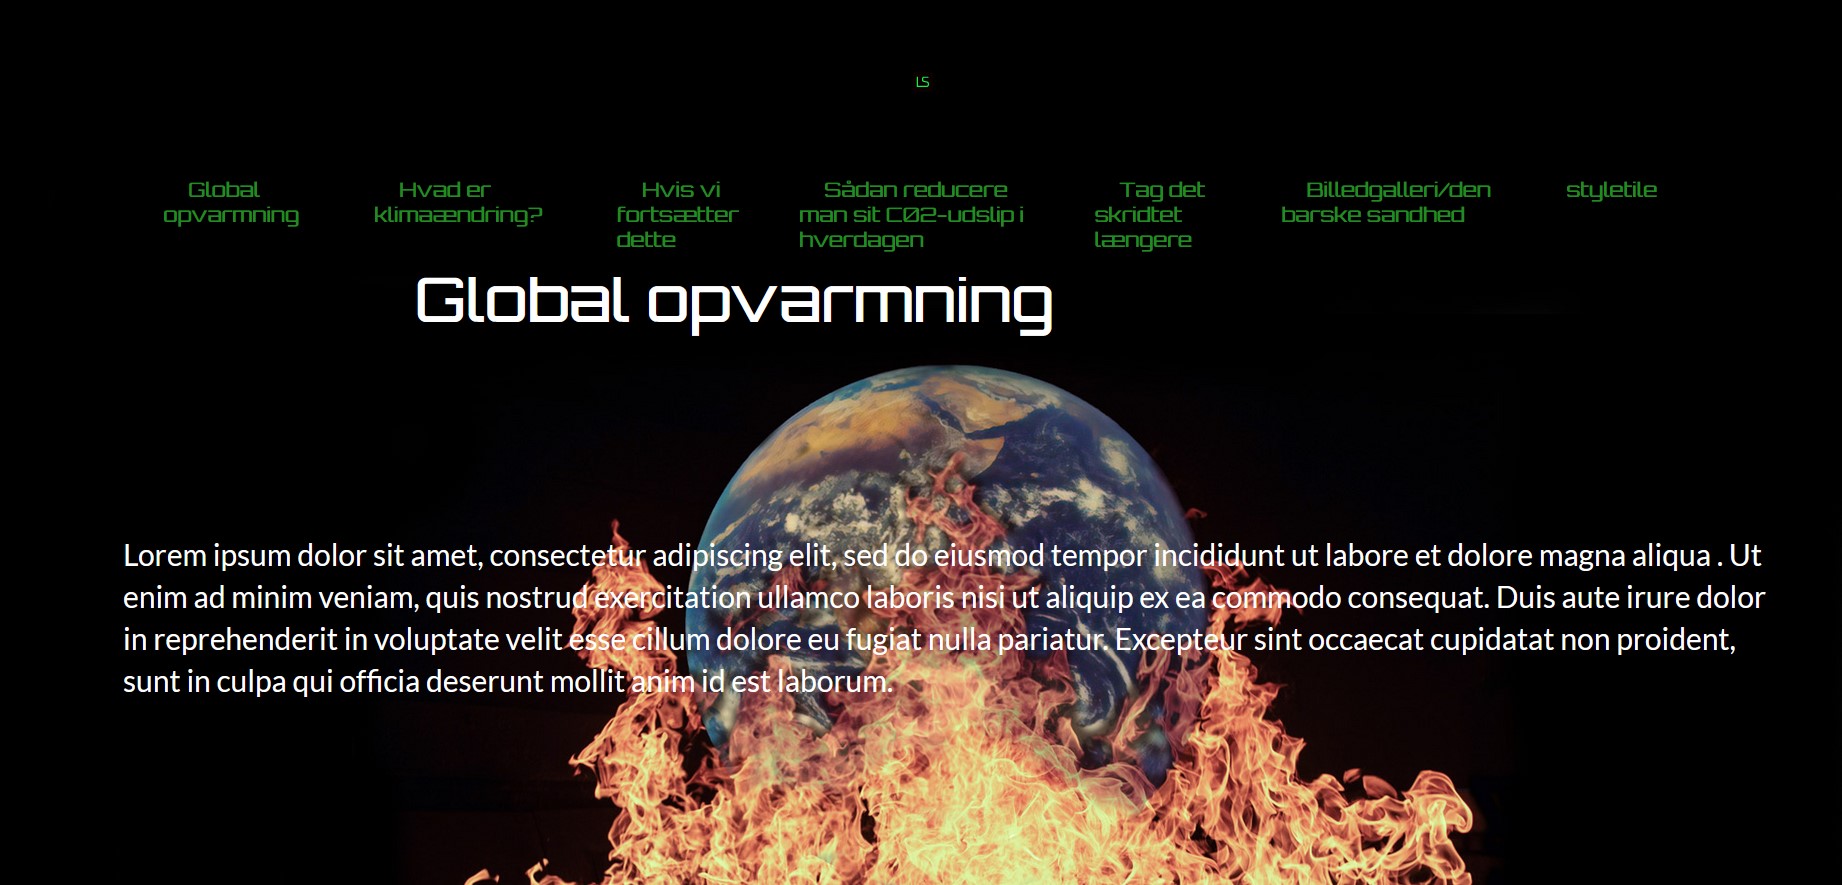 LS
Global
opvarmning
Hvad er
klimaændring?
Hvis vi
fortsætter
dette
Sådan reducere
man sit CO2-udslip i
hverdagen
Tag det
skridtet
længere
Billedgalleri/den
barske sandhed
styletile
Global opvarmning
Lorem ipsum dolor sit amet, consectetur adipiscing elit, sed do eiusmod tempor incididunt ut labore et dolore magna aliqua . Ut
enim ad minim veniam, quis nostrud exercitation ullamco laboris nisi ut aliquip ex ea commodo consequat. Duis aute irure dolor
in reprehenderit in voluptate velit esse cillum dolore eu fugiat nulla pariatur. Excepteur sint occaecat cupidatat non proident,
sunt in culpa qui officia deserunt mollit anim id est laborum.